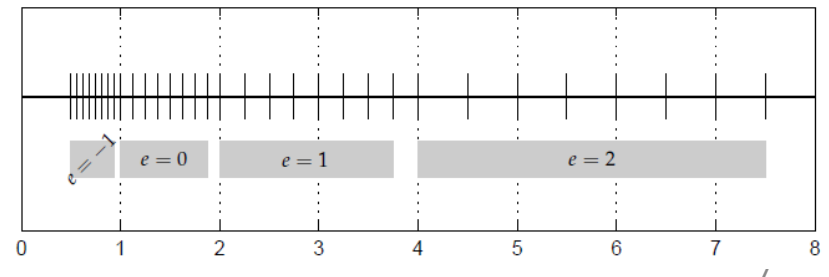 e = −1 e = 0 e = 1 e = 2
0 1 2 3 4 5 6 7 8